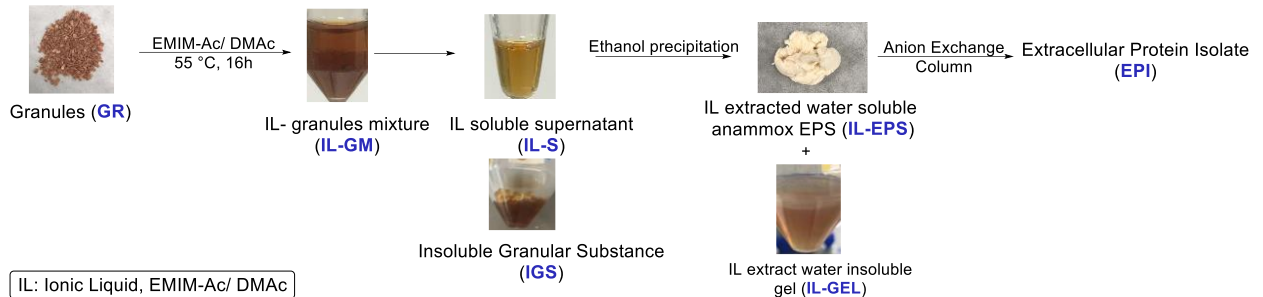 EMIM-Ac/ DMAc
55 °C, 16h
Granules (GR)
IL- granules mixture
(IL-GM)
IL soluble supernatant
(IL-S)
Insoluble Granular Substance
(IGS)
Ethanol precipitation
IL extracted water soluble
anammox EPS (IL-EPS)
+
IL extract water insoluble
gel (IL-GEL)
Anion Exchange
Column
Extracellular Protein Isolate
(EPI)
IL: Ionic Liquid, EMIM-Ac/ DMAc